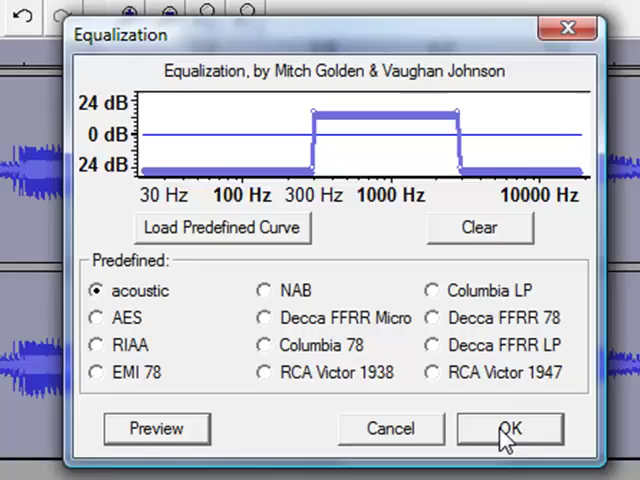 Equalization
Equalization, by Mitch Golden & Vaughan Johnson
24 dB
0 dB
24 dB
30 Hz 100 Hz 300 Hz 1000 Hz 10000 Hz
Load Predefined Curve Clear
Predefined:
acoustic NAB Columbia LP
AES Decca FFRR Micro Decca FFRR 78
RIAA Columbia 78 Decca FFRR LP
EMI 78 RCA Victor 1938 RCA Victor 1947
Preview Cancel OK